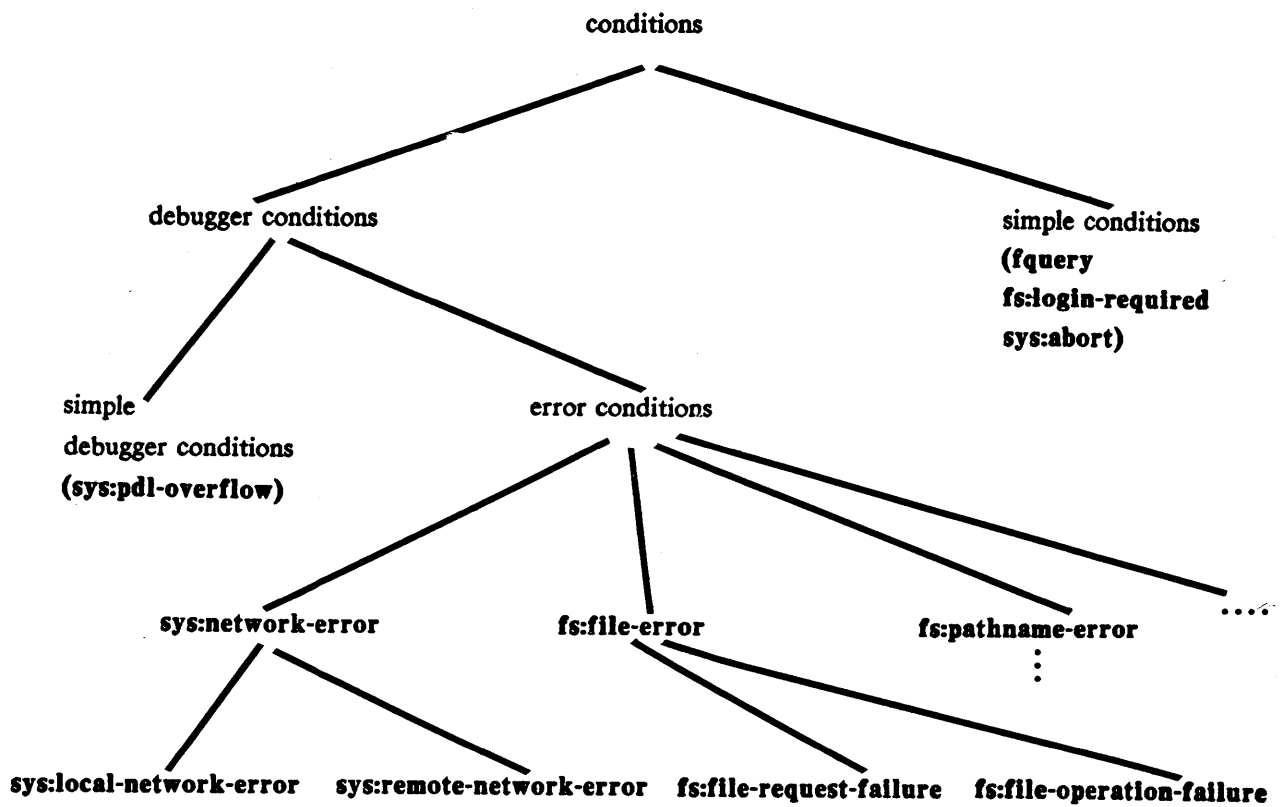 conditions
debugger conditions
simple conditions
(fquery
fs:login-required
sys:abort)
simple
debugger conditions
(sys:pdl-overflow)
error conditions
....
sys:network-error
fs:file-error
fs:pathname-error
sys:local-network-error
sys:remote-network-error
fs:file-request-failure
fs:file-operation-failure